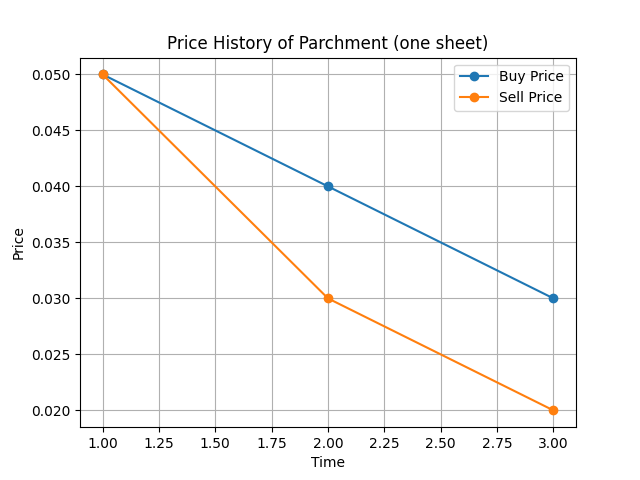 Price History of Parchment (one sheet)
Buy Price
Sell Price
Price
0.050
0.045
0.040
0.035
0.030
0.025
0.020
1.00 1.25 1.50 1.75 2.00 2.25 2.50 2.75 3.00
Time